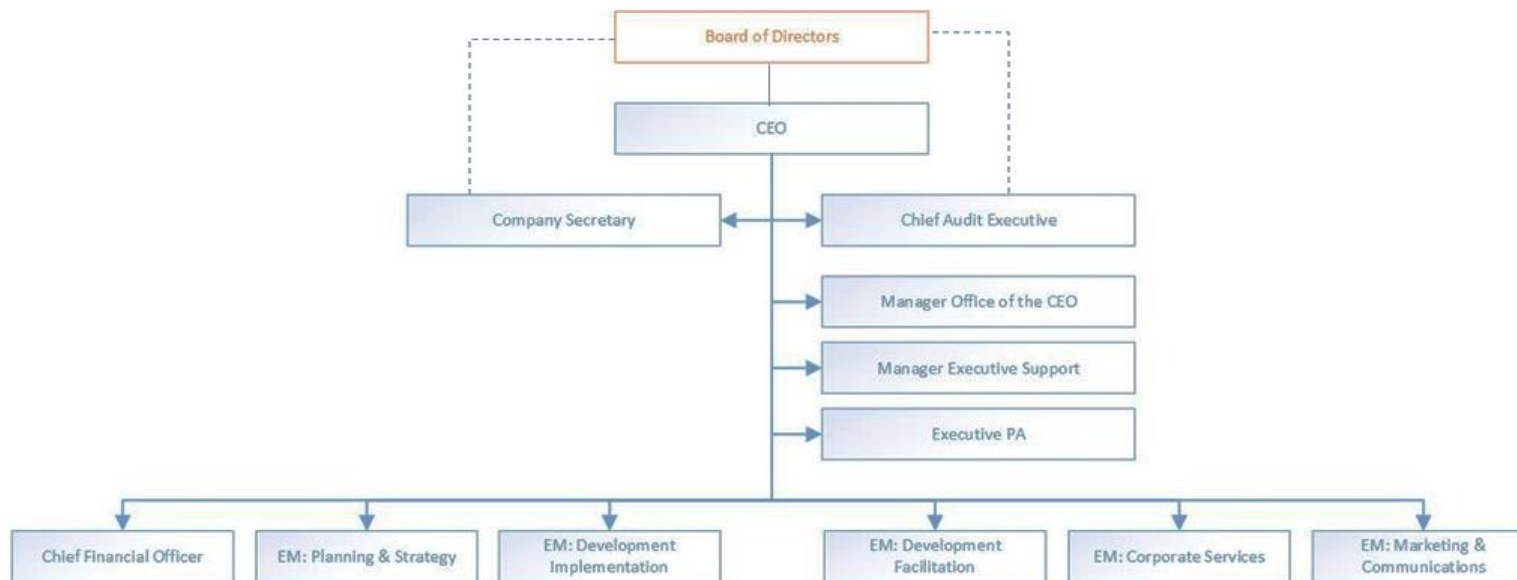 Board of Directors
CEO
Company Secretary
Chief Audit Executive
Manager Office of the CEO
Manager Executive Support
Executive PA
Chief Financial Officer
EM: Planning & Strategy
EM: Development
Implementation
EM: Development
Facilitation
EM: Corporate Services
EM: Marketing &
Communications